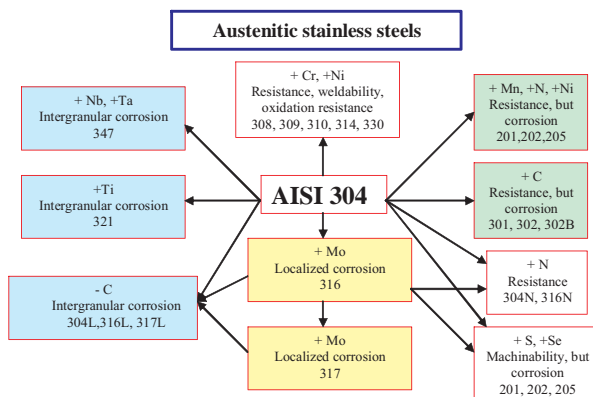 Austenitic stainless steels
+ Nb, +Ta
Intergranular corrosion
347
+ Cr, +Ni
Resistance, weldability,
oxidation resistance
308, 309, 310, 314, 330
+ Mn, +N, +Ni
Resistance, but
corrosion
201,202,205
+Ti
Intergranular corrosion
321
AISI 304
+ C
Resistance, but
corrosion
301, 302, 302B
- C
Intergranular corrosion
304L,316L, 317L
+ Mo
Localized corrosion
316
+ N
Resistance
304N, 316N
+ Mo
Localized corrosion
317
+ S, +Se
Machinability, but
corrosion
201, 202, 205